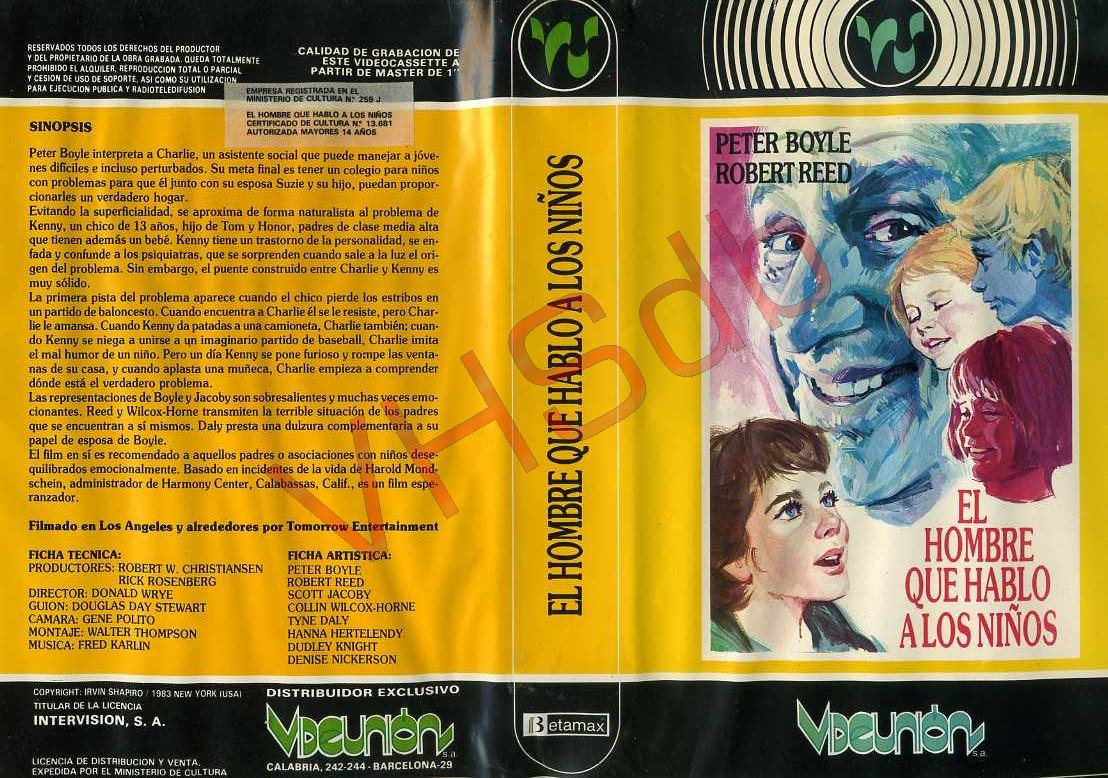 RESERVADOS TODOS LOS DERECHOS DEL PRODUCTOR
Y DEL PROPIETARIO DE LA OBRA GRABADA. QUEDA TOTALMENTE
PROHIBIDO EL ALQUILER, REPRODUCCION TOTAL O PARCIAL
Y CESION DE USO DE SOPORTE, ASI COMO SU UTILIZACION
PARA EJECUCION PUBLICA Y RADIOTELEDIFUSION
CALIDAD DE GRABACION DE
ESTE VIDEOCASSETTE A
PARTIR DE MASTER DE 1"
EMPRESA REGISTRADA EN EL
MINISTERIO DE CULTURA N.º 259 J
EL HOMBRE QUE HABLO A LOS NIÑOS
CERTIFICADO DE CULTURA N.º 13.681
AUTORIZADA MAYORES 14 AÑOS
SINOPSIS
Peter Boyle interpreta a Charlie, un asistente social que puede manejar a jóve-
nes difíciles e incluso perturbados. Su meta final es tener un colegio para niños
con problemas para que él junto con su esposa Suzie y su hijo, puedan propor-
cionarles un verdadero hogar.
Evitando la superficialidad, se aproxima de forma naturalista al problema de
Kenny, un chico de 13 años, hijo de Tom y Honor, padres de clase media alta
que tienen además un bebé. Kenny tiene un trastorno de la personalidad, se en-
fada y confunde a los psiquiatras, que se sorprenden cuando sale a la luz el ori-
gen del problema. Sin embargo, el puente construido entre Charlie y Kenny es
muy sólido.
La primera pista del problema aparece cuando el chico pierde los estribos en
un partido de baloncesto. Cuando encuentra a Charlie él se le resiste, pero Char-
lie le amansa. Cuando Kenny da patadas a una camioneta, Charlie también; cuan-
do Kenny se niega a unirse a un imaginario partido de baseball, Charlie imita
el mal humor de un niño. Pero un día Kenny se pone furioso y rompe las venta-
nas de su casa, y cuando aplasta una muñeca, Charlie empieza a comprender
dónde está el verdadero problema.
Las representaciones de Boyle y Jacoby son sobresalientes y muchas veces emo-
cionantes. Reed y Wilcox-Horne transmiten la terrible situación de los padres
que se encuentran a sí mismos. Daly presta una dulzura complementaria a su
papel de esposa de Boyle.
El film en sí es recomendado a aquellos padres o asociaciones con niños dese-
quilibrados emocionalmente. Basado en incidentes de la vida de Harold Mond-
schein, administrador de Harmony Center, Calabassas, Calif., es un film espe-
ranzador.
Filmado en Los Angeles y alrededores por Tomorrow Entertainment
FICHA TECNICA:
PRODUCTORES: ROBERT W. CHRISTIANSEN
RICK ROSENBERG
DIRECTOR: DONALD WRYE
GUION: DOUGLAS DAY STEWART
CAMARA: GENE POLITO
MONTAJE: WALTER THOMPSON
MUSICA: FRED KARLIN
FICHA ARTISTICA:
PETER BOYLE
ROBERT REED
SCOTT JACOBY
COLLIN WILCOX-HORNE
TYNE DALY
HANNA HERTELENDY
DUDLEY KNIGHT
DENISE NICKERSON
COPYRIGHT: IRVIN SHAPIRO / 1983 NEW YORK (USA)
TITULAR DE LA LICENCIA
INTERVISION, S. A.
LICENCIA DE DISTRIBUCION Y VENTA,
EXPEDIDA POR EL MINISTERIO DE CULTURA
DISTRIBUIDOR EXCLUSIVO
VIDEUNIÓN s.a.
CALABRIA, 242-244 - BARCELONA-29
EL HOMBRE QUE HABLO A LOS NIÑOS
Betamax
PETER BOYLE
ROBERT REED
EL
HOMBRE
QUE HABLO
A LOS NIÑOS
VIDEUNIÓN s.a.
VHSdb